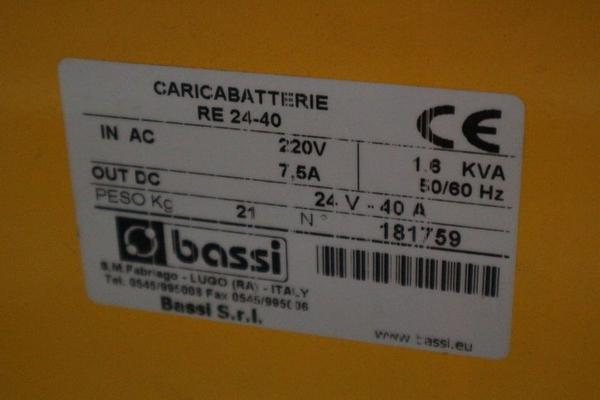 CARICABATTERIE
RE 24-40
CE
IN AC 220V 1.6 KVA
7,5A 50/60 Hz
OUT DC 24 V - 40 A
PESO Kg 21 N° 181759
bassi
S.M.Fabriago - LUGO (RA) - ITALY
Tel. 0545/995003 Fax 0545/995036
Bassi S.r.l.
www.bassi.eu